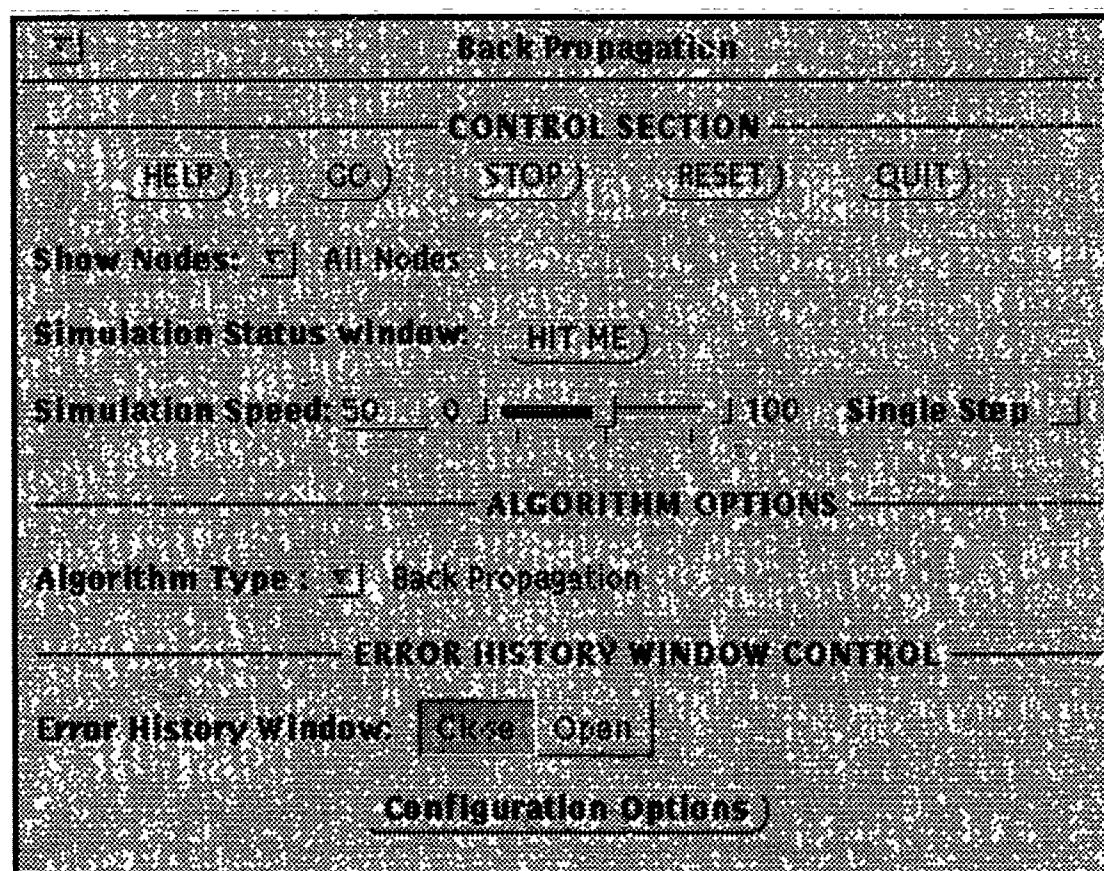 Back Propagation
CONTROL SECTION
HELP GO STOP RESET QUIT
Show Nodes: All Nodes
Simulation Status window: HIT ME
Simulation Speed: 50 0 100 Single Step
ALGORITHM OPTIONS
Algorithm Type : Back Propagation
ERROR HISTORY WINDOW CONTROL
Error History Window: Close Open
Configuration Options